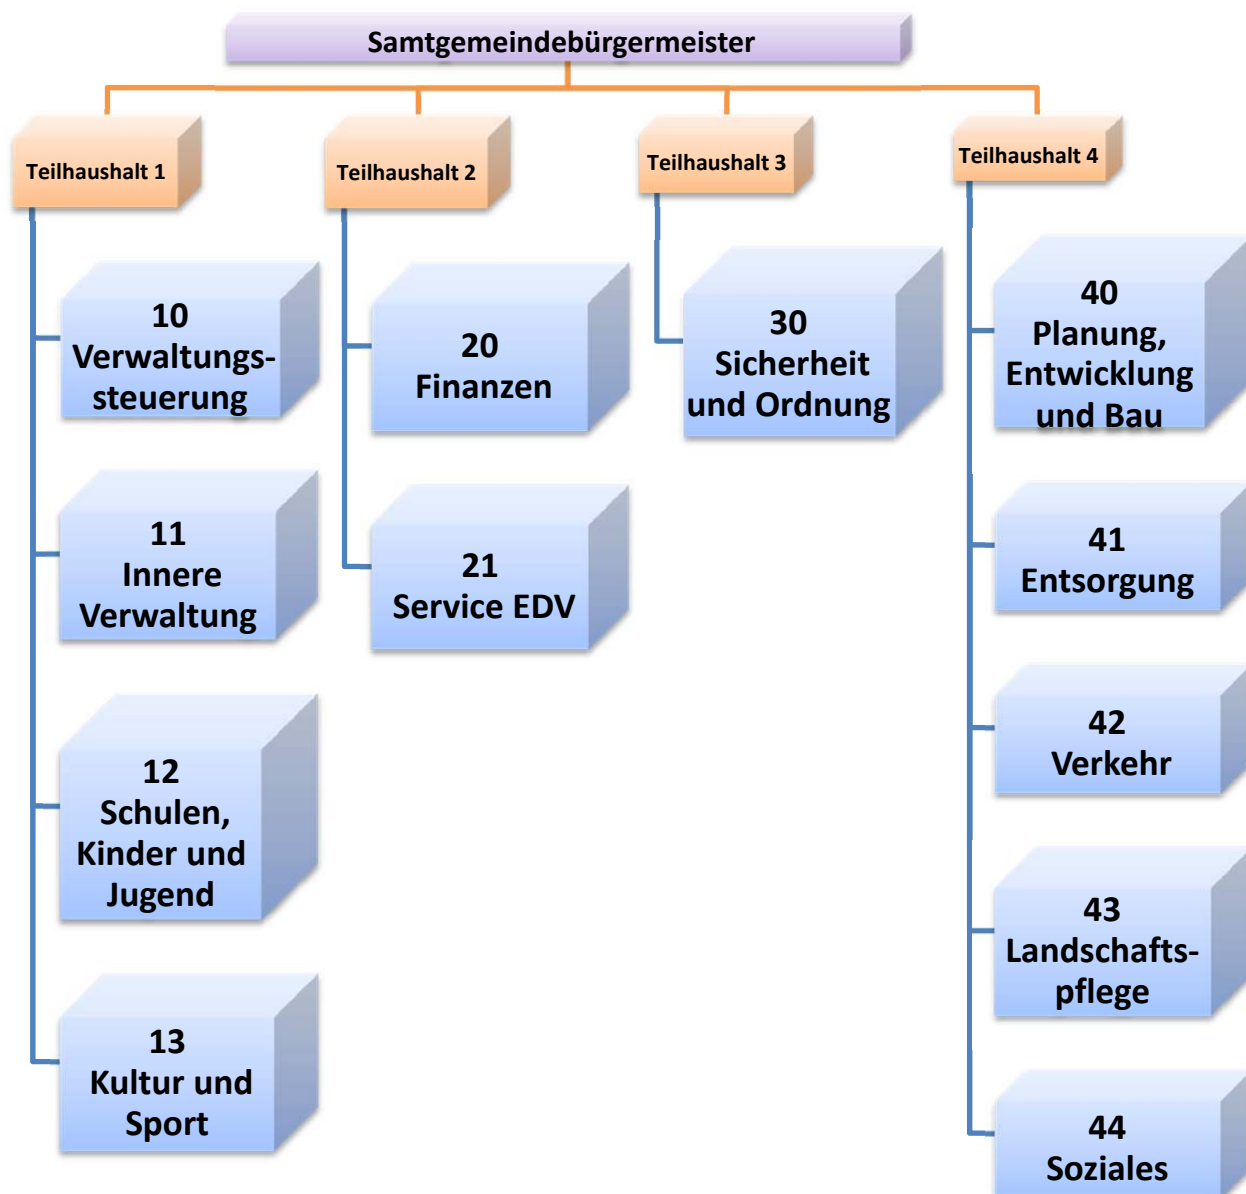 Samtgemeindebürgermeister
Teilhaushalt 1
Teilhaushalt 2
Teilhaushalt 3
Teilhaushalt 4
10
Verwaltungs-
steuerung
11
Innere
Verwaltung
12
Schulen,
Kinder und
Jugend
13
Kultur und
Sport
20
Finanzen
21
Service EDV
30
Sicherheit
und Ordnung
40
Planung,
Entwicklung
und Bau
41
Entsorgung
42
Verkehr
43
Landschafts-
pflege
44
Soziales